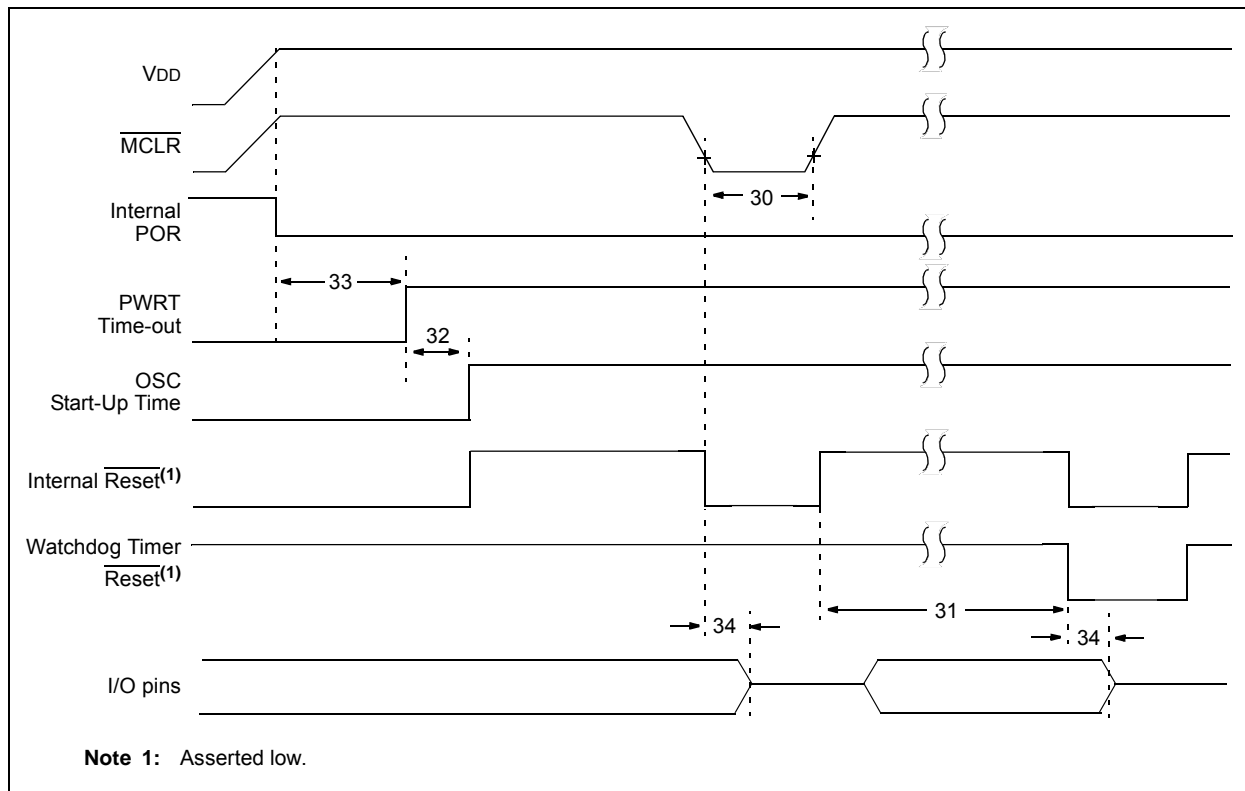 VDD
MCLR
30
Internal
POR
33
PWRT
Time-out
32
OSC
Start-Up Time
Internal Reset(1)
Watchdog Timer
Reset(1)
31
34
34
I/O pins
Note 1: Asserted low.